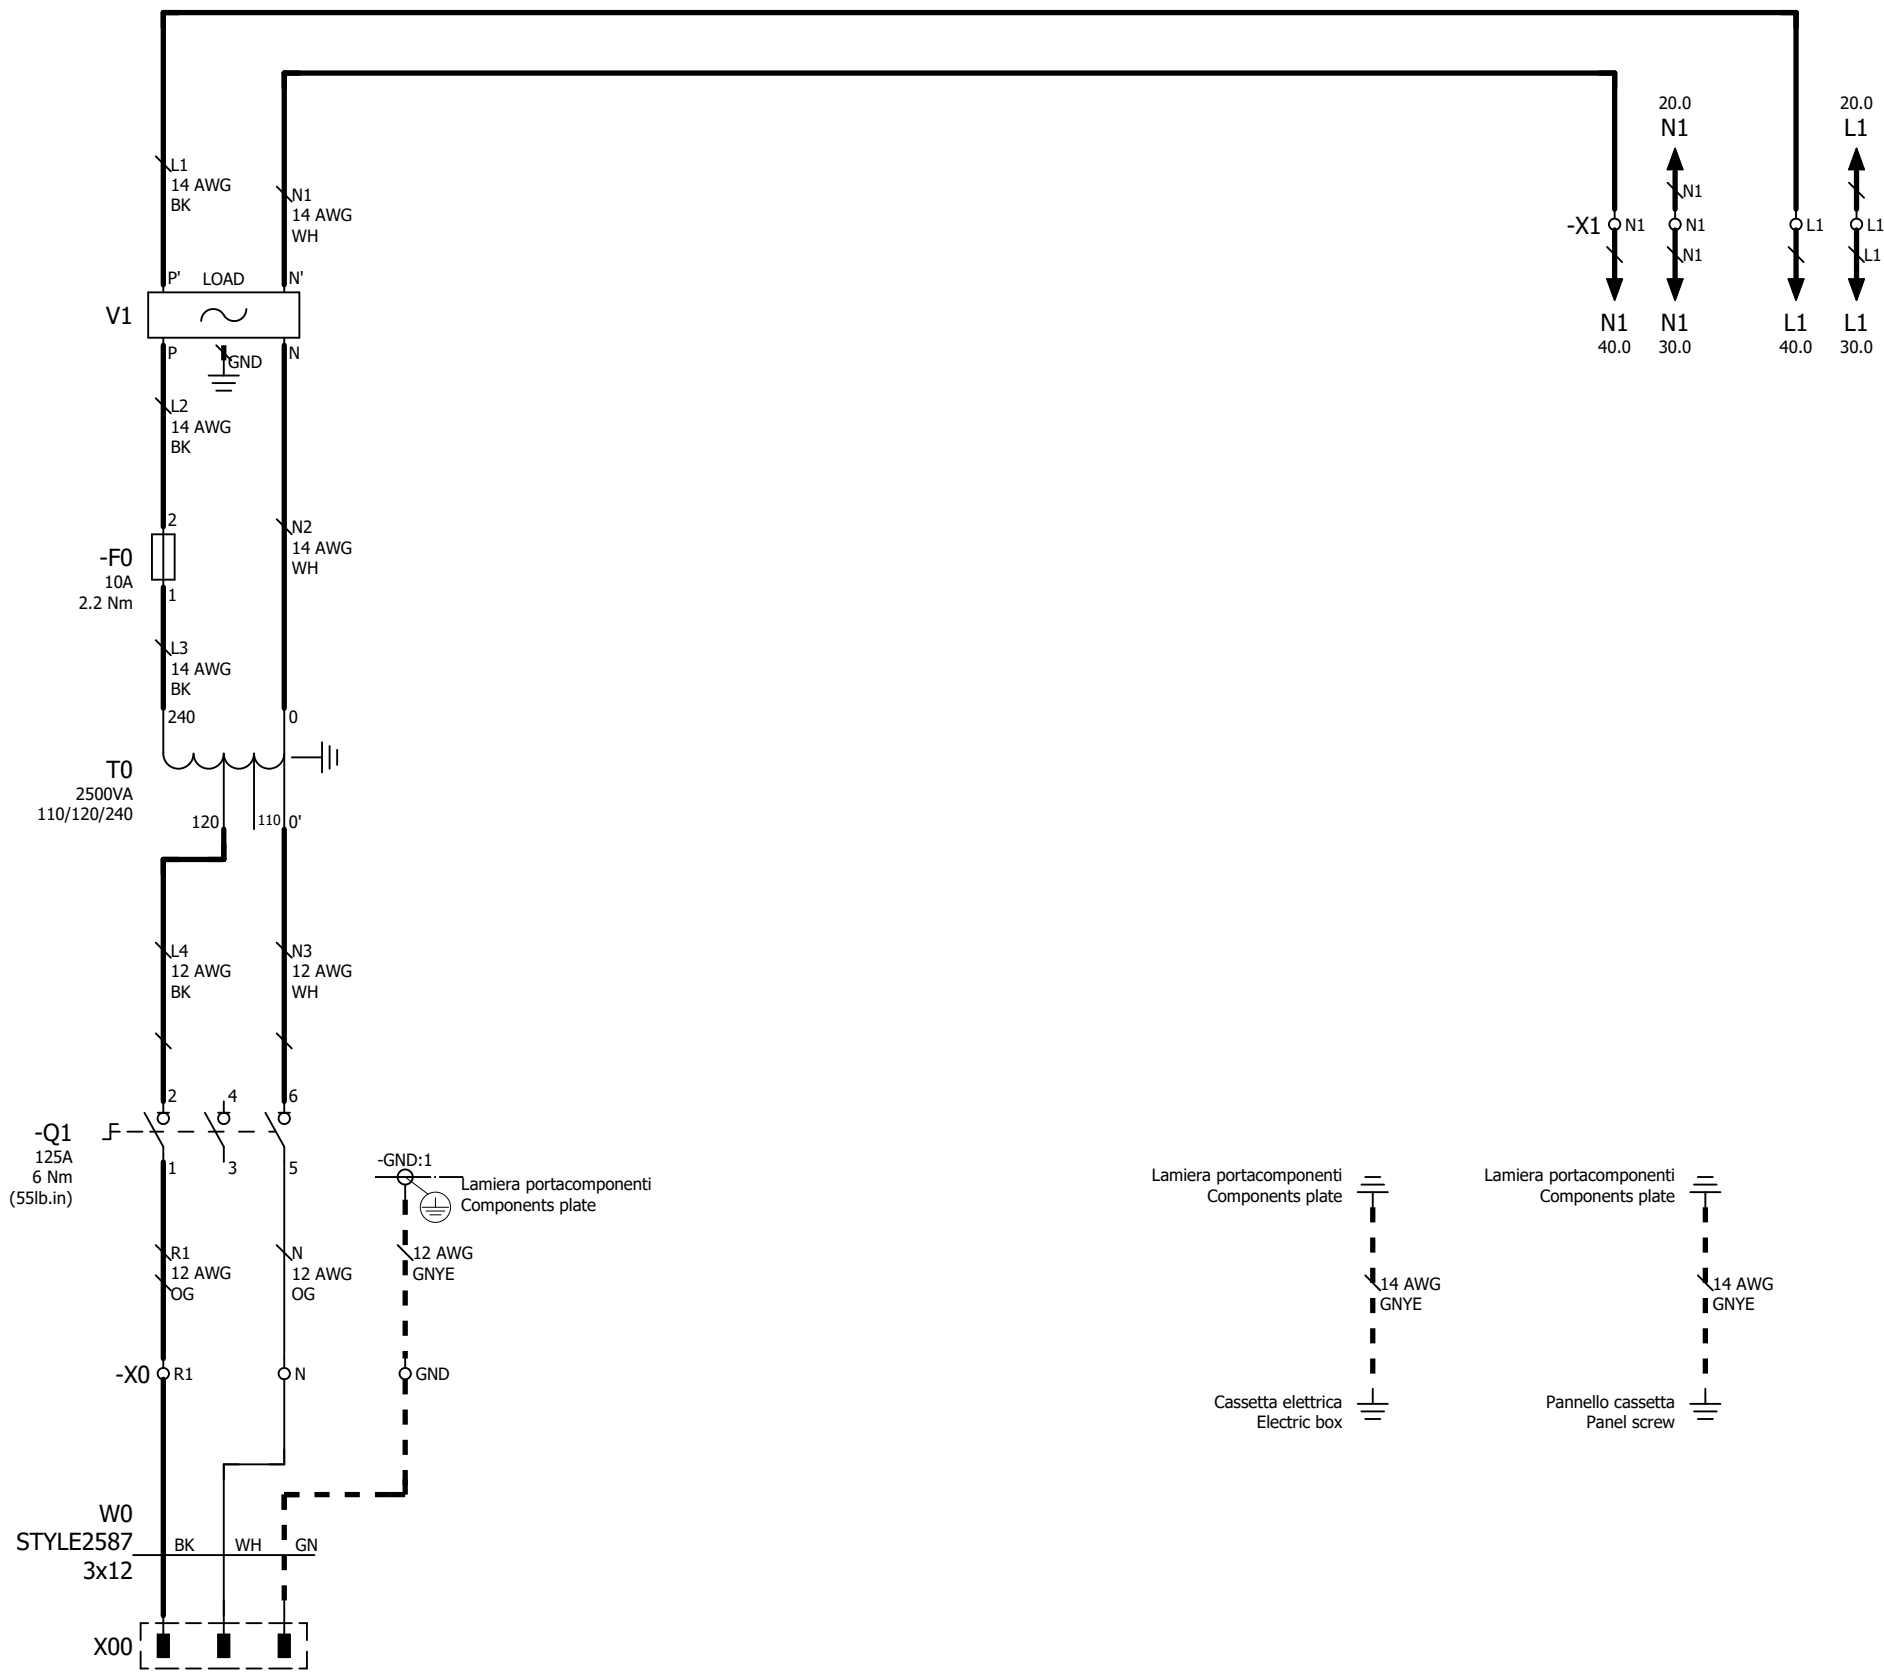 20.0
N1
20.0
L1
L1
14 AWG
BK
N1
14 AWG
WH
N1
-X1
N1
N1
L1
L1
N1
L1
P'
LOAD
N'
V1
N1
40.0
N1
30.0
L1
40.0
L1
30.0
P
GND
N
L2
14 AWG
BK
2
-F0
10A
2.2 Nm
1
N2
14 AWG
WH
L3
14 AWG
BK
240
0
T0
2500VA
110/120/240
120
110
0'
L4
12 AWG
BK
N3
12 AWG
WH
2
4
6
-Q1
125A
6 Nm
(55lb.in)
1
3
5
-GND:1
Lamiera portacomponenti
Components plate
Lamiera portacomponenti
Components plate
Lamiera portacomponenti
Components plate
R1
12 AWG
OG
N
12 AWG
OG
12 AWG
GNYE
14 AWG
GNYE
14 AWG
GNYE
-X0
R1
N
GND
Cassetta elettrica
Electric box
Pannello cassetta
Panel screw
W0
STYLE2587
3x12
BK
WH
GN
X00